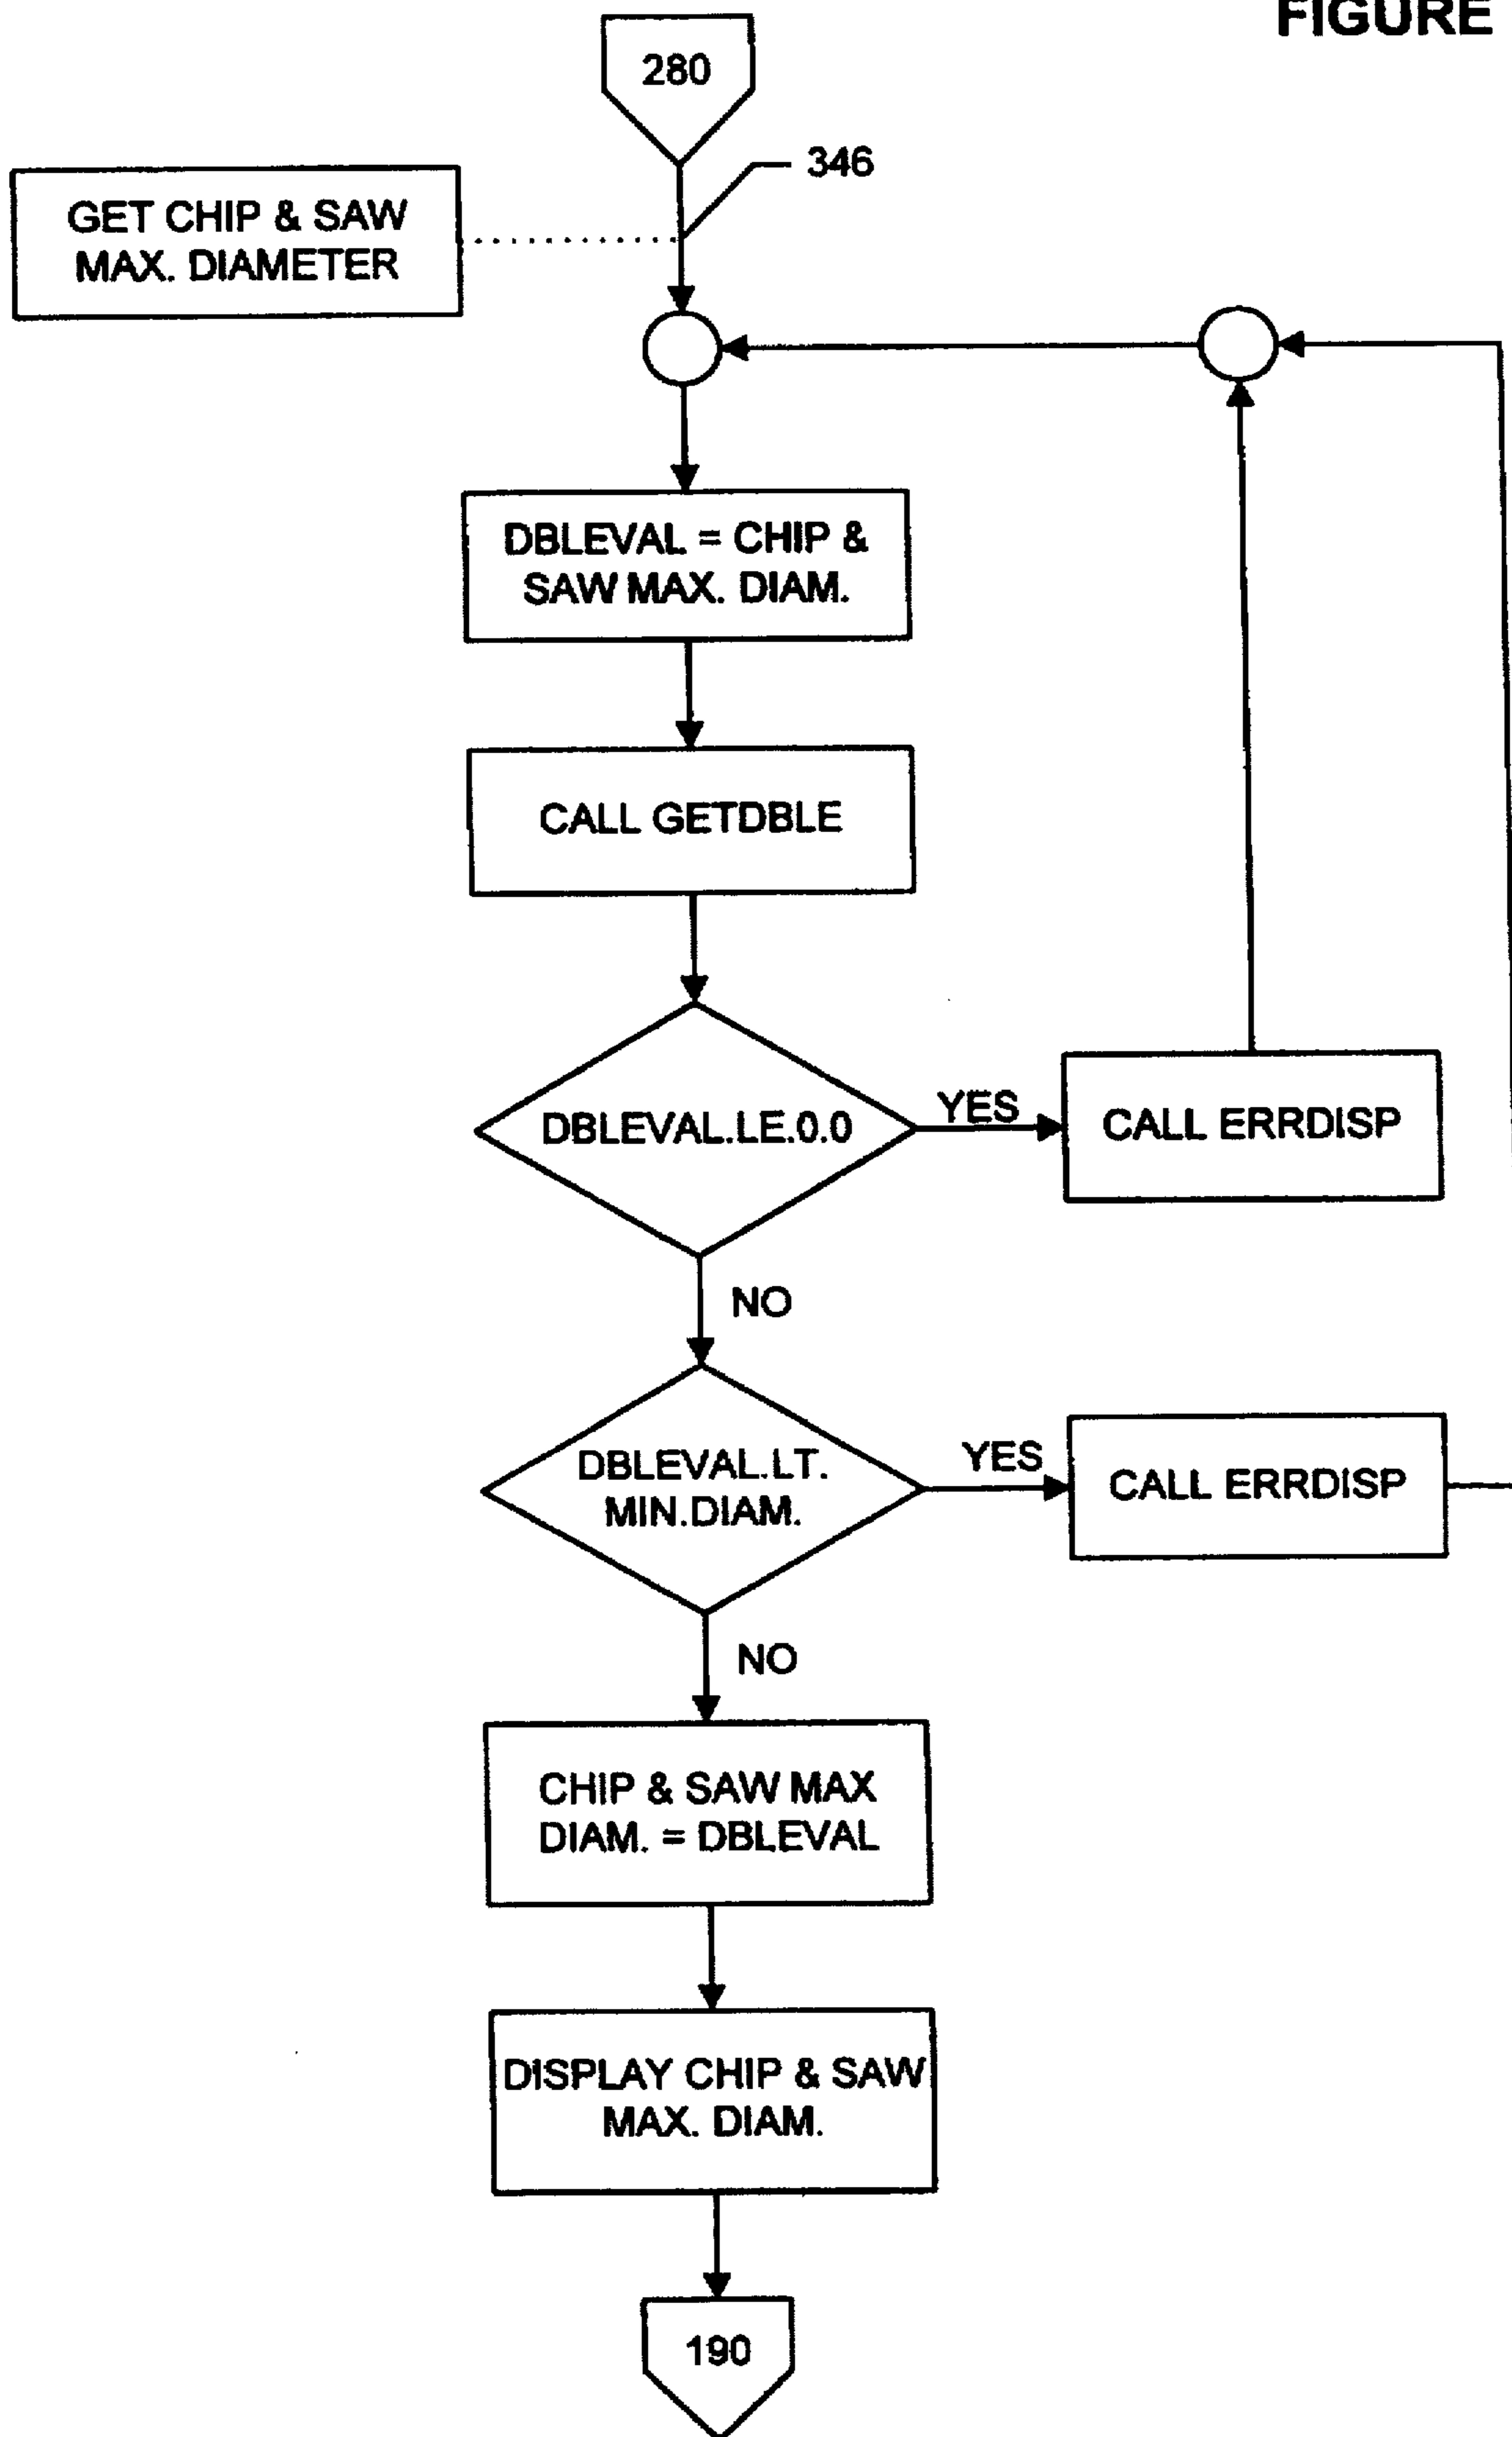 FIGURE
280
346
GET CHIP & SAW
MAX. DIAMETER
DBLEVAL = CHIP &
SAW MAX. DIAM.
CALL GETDBLE
DBLEVAL.LE.0.0
YES
CALL ERRDISP
NO
DBLEVAL.LT.
MIN.DIAM.
YES
CALL ERRDISP
NO
CHIP & SAW MAX
DIAM. = DBLEVAL
DISPLAY CHIP & SAW
MAX. DIAM.
190